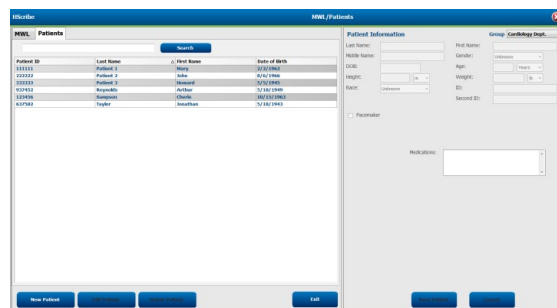 HScribe MWL/Patients
MWL Patients
Search
Patient ID Last Name First Name Date of Birth
111111 Patient 1 Mary 2/2/1962
222222 Patient 2 John 8/6/1966
333333 Patient 3 Howard 5/5/1945
937452 Reynolds Arthur 5/10/1949
123456 Sampson Charle 10/15/1963
637582 Taylor Jonathan 5/18/1943
New Patient Exit
Patient Information Group Cardiology Dept.
Last Name: First Name:
Middle Name: Gender: Unknown
DOB: Age: Years
Height: in Weight: lb
Race: Unknown ID:
Second ID:
Pacemaker
Medications: